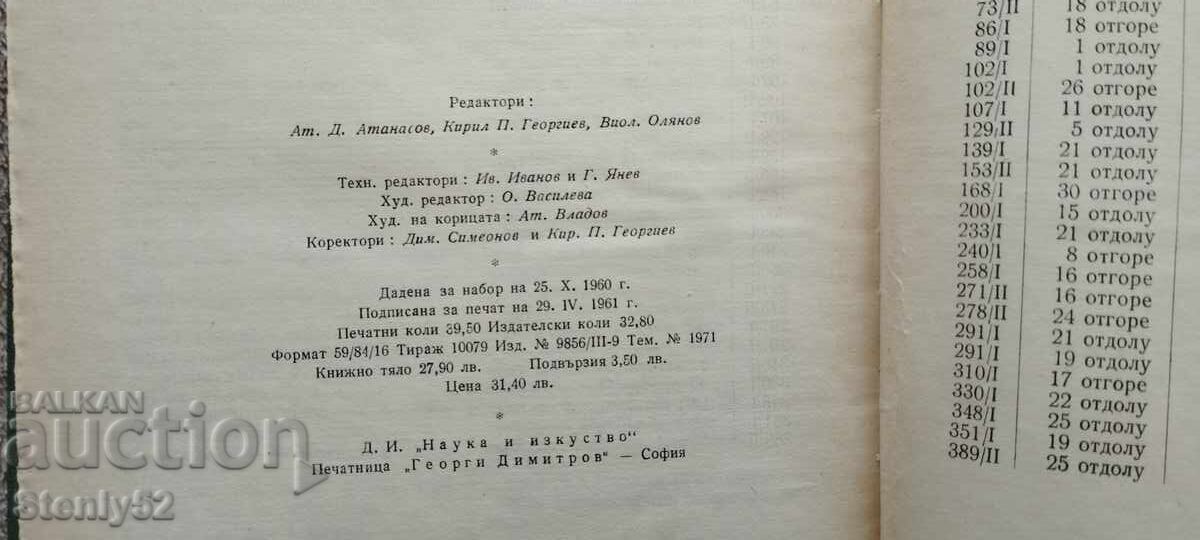 Редактори :
Ат. Д. Атанасов, Кирил П. Георгиев, Виол. Олянов
*
Техн. редактори : Ив. Иванов и Г. Янев
Худ. редактор : О. Василева
Худ. на корицата : Ат. Владов
Коректори : Дим. Симеонов и Кир. П. Георгиев
*
Дадена за набор на 25. X. 1960 г.
Подписана за печат на 29. IV. 1961 г.
Печатни коли 39,50 Издателски коли 32,80
Формат 59/84/16 Тираж 10079 Изд. № 9856/III-9 Тем. № 1971
Книжно тяло 27,90 лв. Подвързия 3,50 лв.
Цена 31,40 лв.
*
Д. И. „Наука и изкуство“
Печатница „Георги Димитров“ — София
73/II 18 отдолу
86/I 18 отгоре
89/I 1 отдолу
102/I 1 отдолу
102/II 26 отгоре
107/I 11 отдолу
129/II 5 отдолу
139/I 21 отдолу
153/II 21 отдолу
168/I 30 отгоре
200/I 15 отдолу
233/I 21 отдолу
240/I 8 отгоре
258/I 16 отгоре
271/II 16 отгоре
278/II 24 отгоре
291/I 21 отдолу
291/I 19 отдолу
310/I 17 отгоре
330/I 22 отдолу
348/I 25 отдолу
351/I 19 отдолу
389/II 25 отдолу
BALKAN
auction
Stenly52